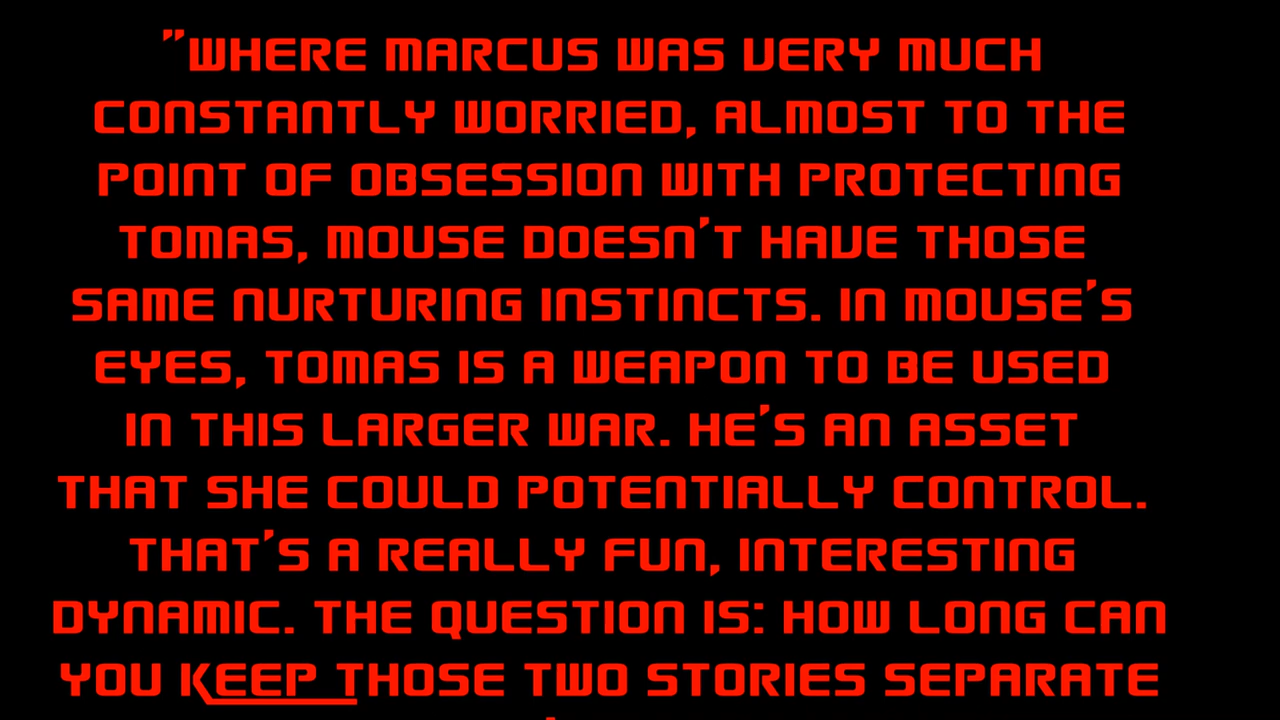 "WHERE MARCUS WAS VERY MUCH
CONSTANTLY WORRIED, ALMOST TO THE
POINT OF OBSESSION WITH PROTECTING
TOMAS, MOUSE DOESN'T HAVE THOSE
SAME NURTURING INSTINCTS. IN MOUSE'S
EYES, TOMAS IS A WEAPON TO BE USED
IN THIS LARGER WAR. HE'S AN ASSET
THAT SHE COULD POTENTIALLY CONTROL.
THAT'S A REALLY FUN, INTERESTING
DYNAMIC. THE QUESTION IS: HOW LONG CAN
YOU KEEP THOSE TWO STORIES SEPARATE